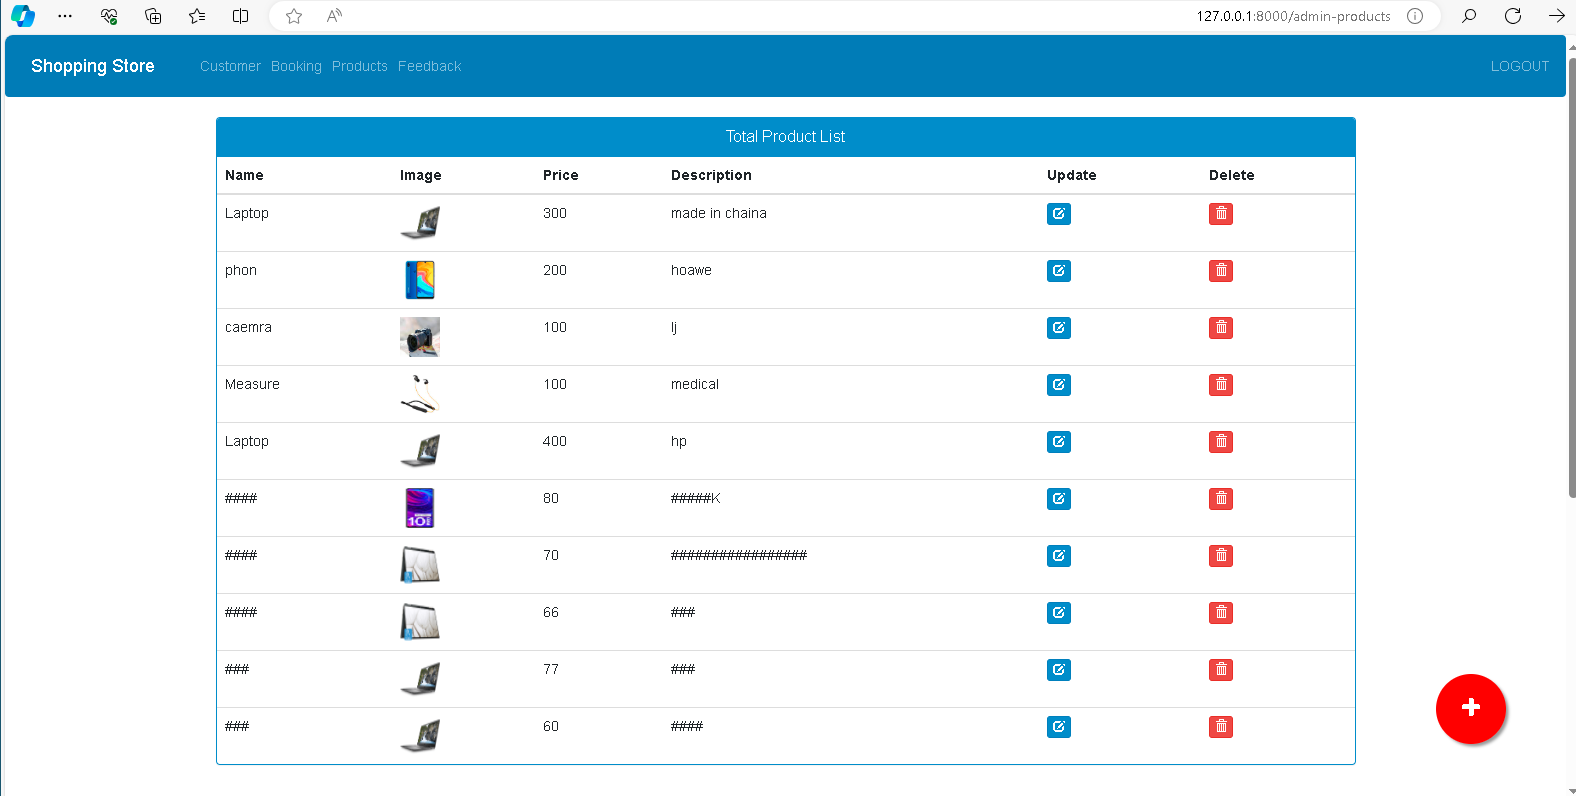 127.0.0.1:8000/admin-products
Shopping Store Customer Booking Products Feedback LOGOUT
Total Product List
Name Image Price Description Update Delete
Laptop 300 made in chaina
phon 200 hoawe
caemra 100 lj
Measure 100 medical
Laptop 400 hp
#### 80 #####K
10
#### 70 #################
#### 66 ###
### 77 ###
### 60 ####